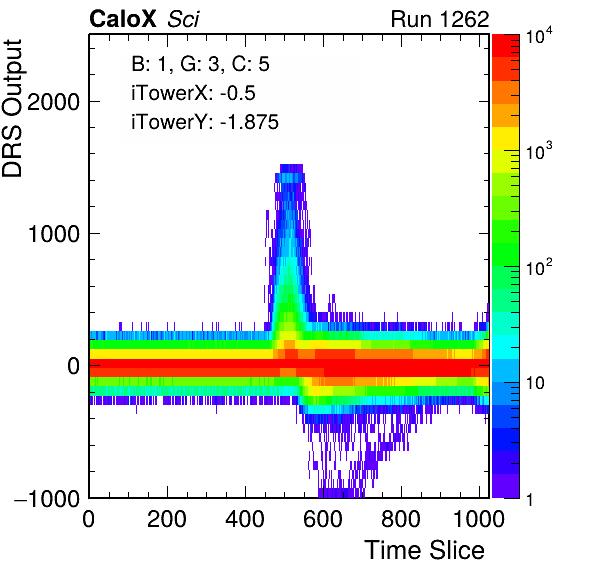 CaloX Sci Run 1262
B: 1, G: 3, C: 5
iTowerX: -0.5
iTowerY: -1.875
DRS Output
2000
1000
0
−1000
0 200 400 600 800 1000
Time Slice
10^4
10^3
10^2
10
1